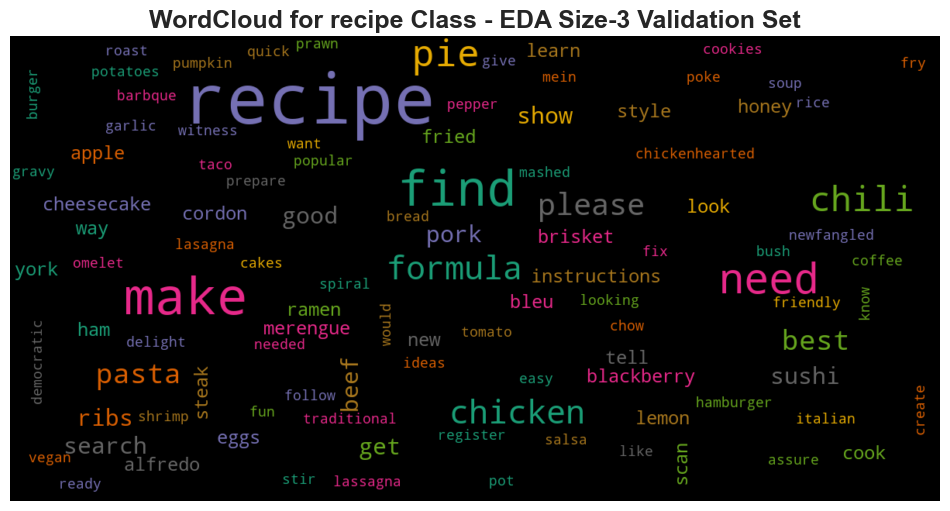 WordCloud for recipe Class - EDA Size-3 Validation Set
roast
quick
prawn
pie
give
learn
cookies
fry
potatoes
pumpkin
mein
poke
soup
burger
barbque
recipe
pepper
show
style
honey
rice
garlic
witness
fried
want
apple
taco
popular
chickenhearted
gravy
prepare
find
mashed
cheesecake
cordon
good
bread
please
look
chili
way
pork
brisket
newfangled
lasagna
fix
bush
york
omelet
cakes
formula
instructions
need
coffee
make
spiral
ramen
bleu
looking
friendly
know
ham
merengue
would
new
tomato
chow
best
democratic
delight
needed
ideas
tell
pasta
steak
beef
easy
blackberry
sushi
follow
hamburger
ribs
shrimp
fun
traditional
chicken
lemon
italian
create
search
eggs
get
register
salsa
like
scan
cook
vegan
alfredo
assure
ready
stir
lassagna
pot